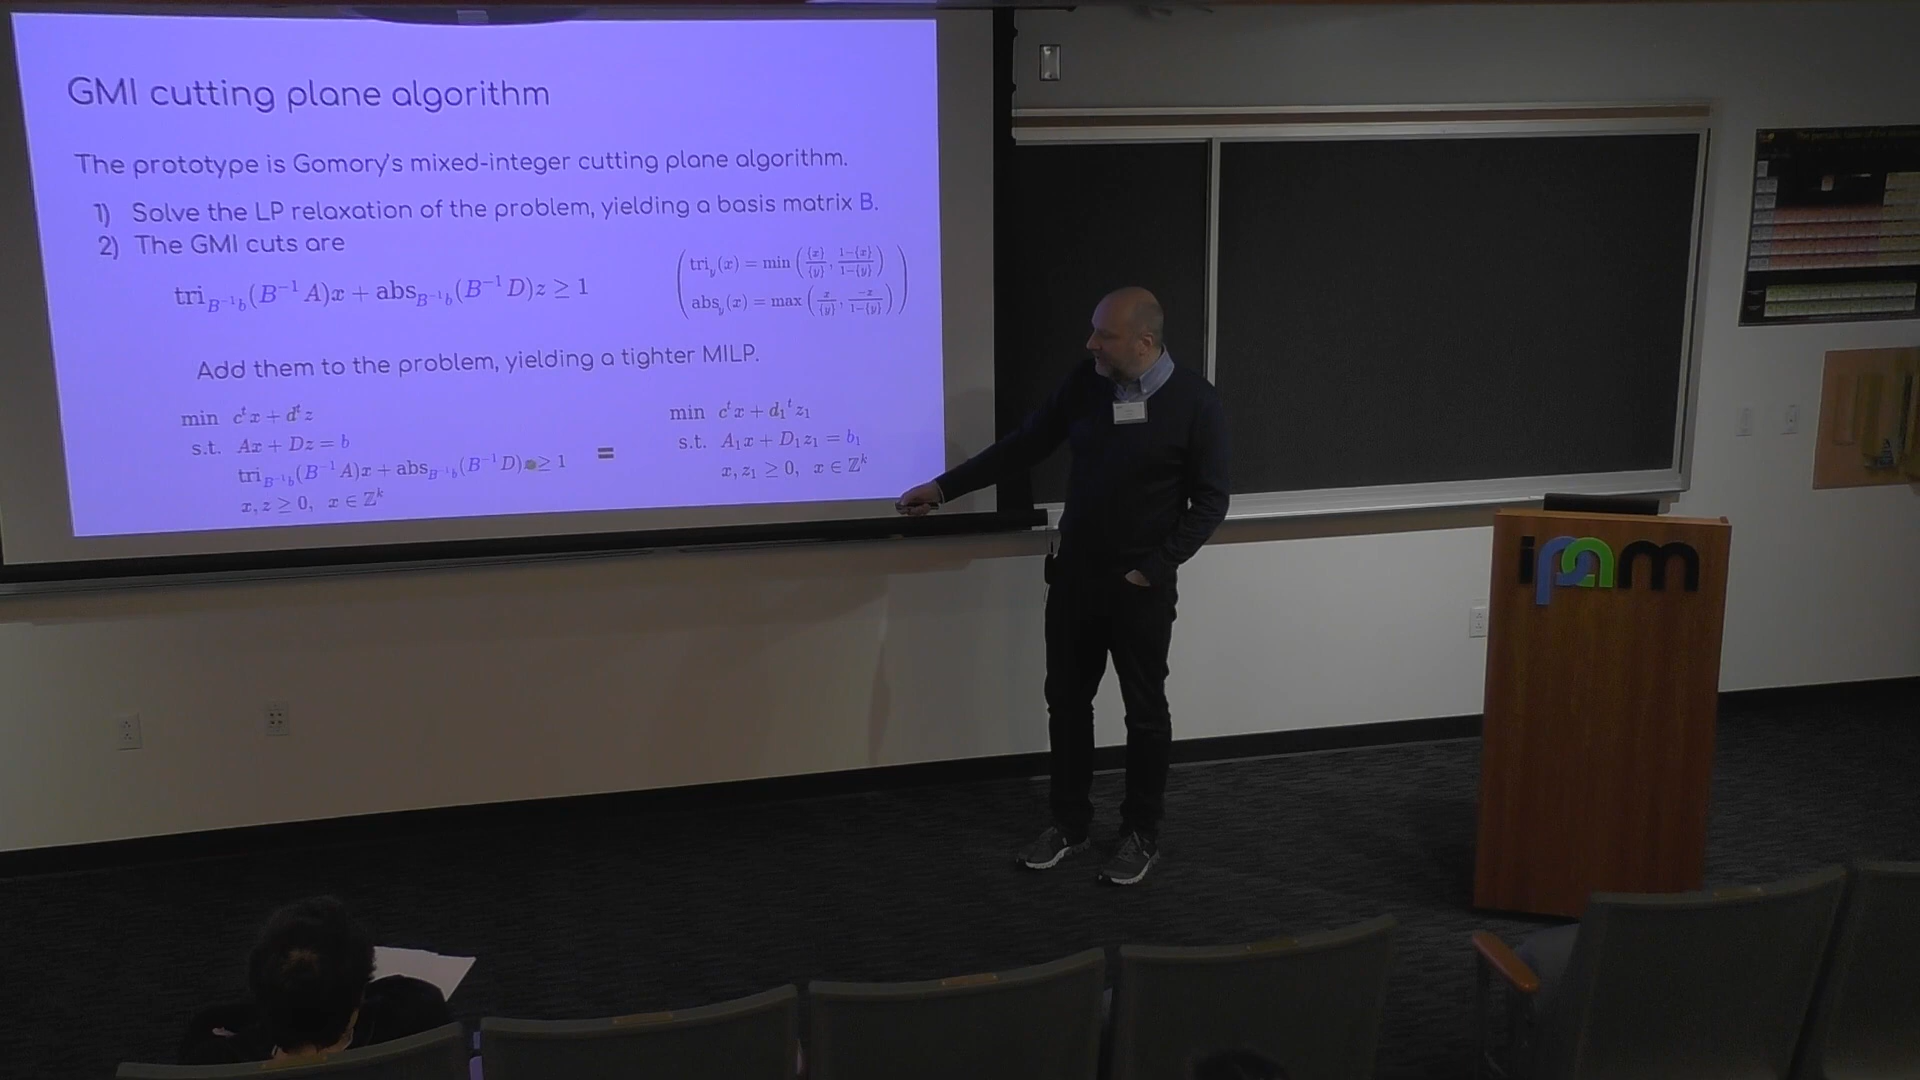 GMI cutting plane algorithm
The prototype is Gomory's mixed-integer cutting plane algorithm.
1) Solve the LP relaxation of the problem, yielding a basis matrix B.
2) The GMI cuts are
tri_{B^{-1}b}(B^{-1}A)x + abs_{B^{-1}b}(B^{-1}D)z ≥ 1
( tri_y(x) = min({x}/{y}, (1-{x})/(1-{y}))
abs_y(x) = max(x/{y}, -x/(1-{y})) )
Add them to the problem, yielding a tighter MILP.
min c^t x + d^t z
s.t. Ax + Dz = b
tri_{B^{-1}b}(B^{-1}A)x + abs_{B^{-1}b}(B^{-1}D) ≥ 1
x, z ≥ 0, x ∈ ℤ^k
=
min c^t x + d_1^t z_1
s.t. A_1x + D_1z_1 = b_1
x, z_1 ≥ 0, x ∈ ℤ^k
ipam